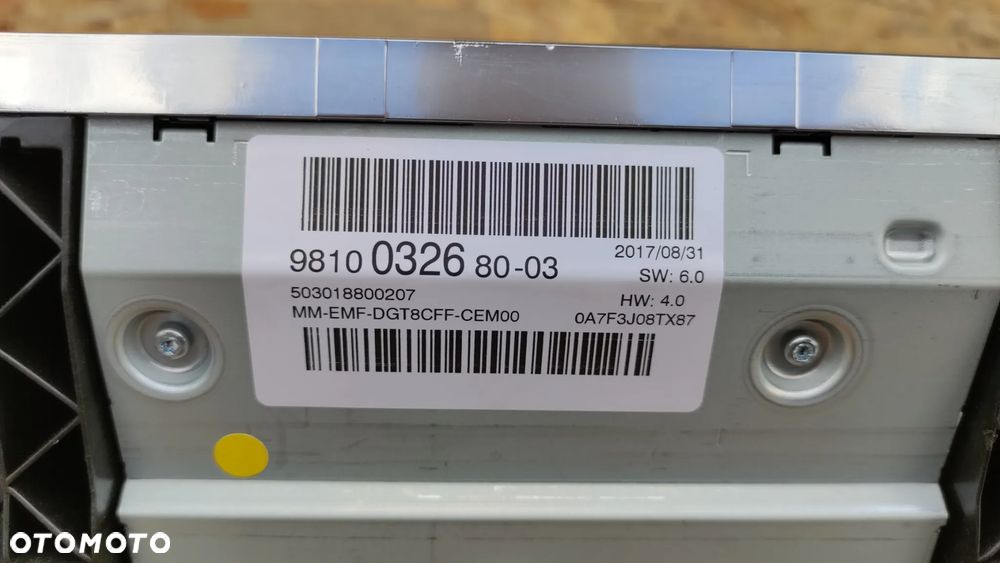 98100 0326 80-03
2017/08/31
SW: 6.0
503018800207
HW: 4.0
MM-EMF-DGT8CFF-CEM00
0A7F3J08TX87
OTOMOTO